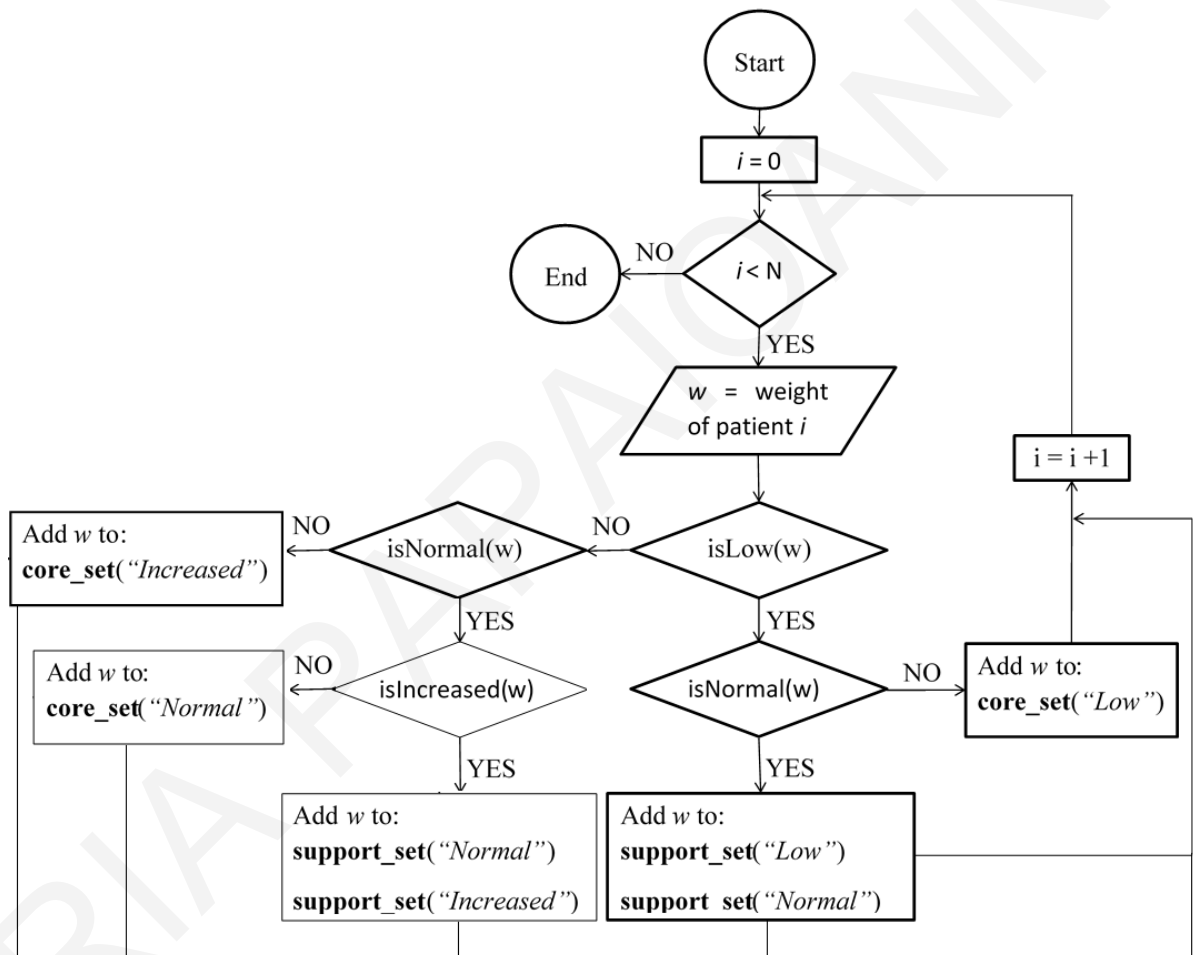 Start
i = 0
NO
End
i < N
YES
w = weight
of patient i
i = i +1
Add w to:
core_set(“Increased”)
NO
isNormal(w)
NO
isLow(w)
YES
YES
Add w to:
core_set(“Normal”)
NO
isIncreased(w)
isNormal(w)
NO
Add w to:
core_set(“Low”)
YES
YES
Add w to:
support_set(“Normal”)
support_set(“Increased”)
Add w to:
support_set(“Low”)
support set(“Normal”)
RIA PAPAIOANN